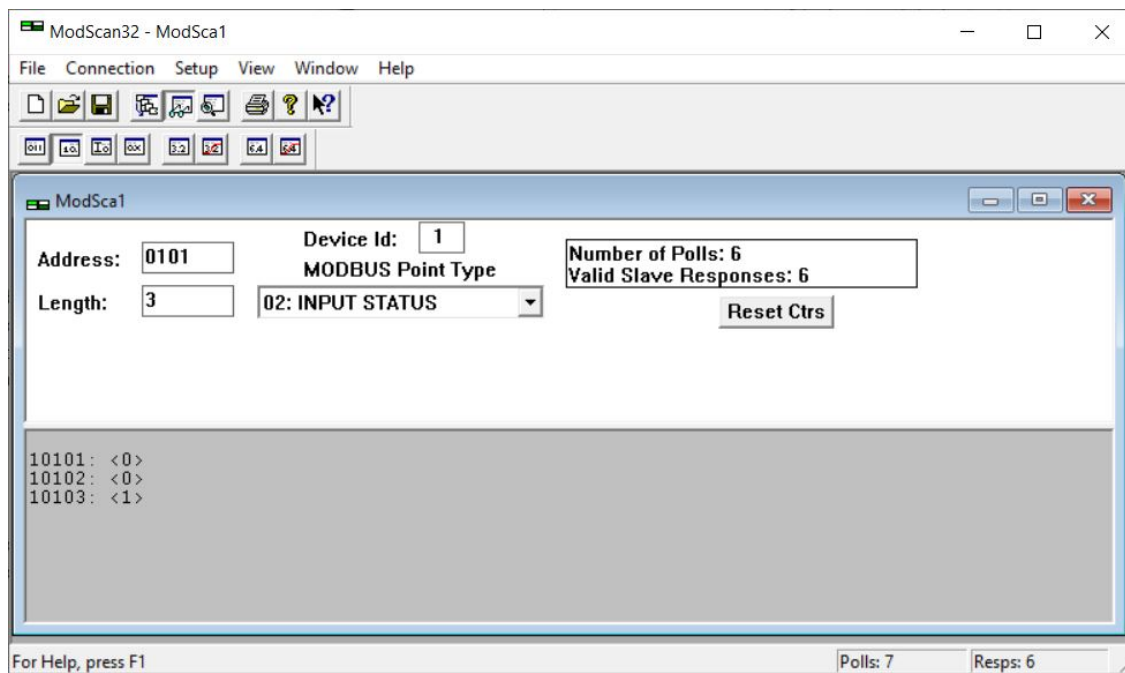 ModScan32 - ModSca1
File Connection Setup View Window Help
ModSca1
Address: 0101
Device Id: 1
MODBUS Point Type
Length: 3
02: INPUT STATUS
Number of Polls: 6
Valid Slave Responses: 6
Reset Ctrs
10101: <0>
10102: <0>
10103: <1>
For Help, press F1
Polls: 7
Resps: 6